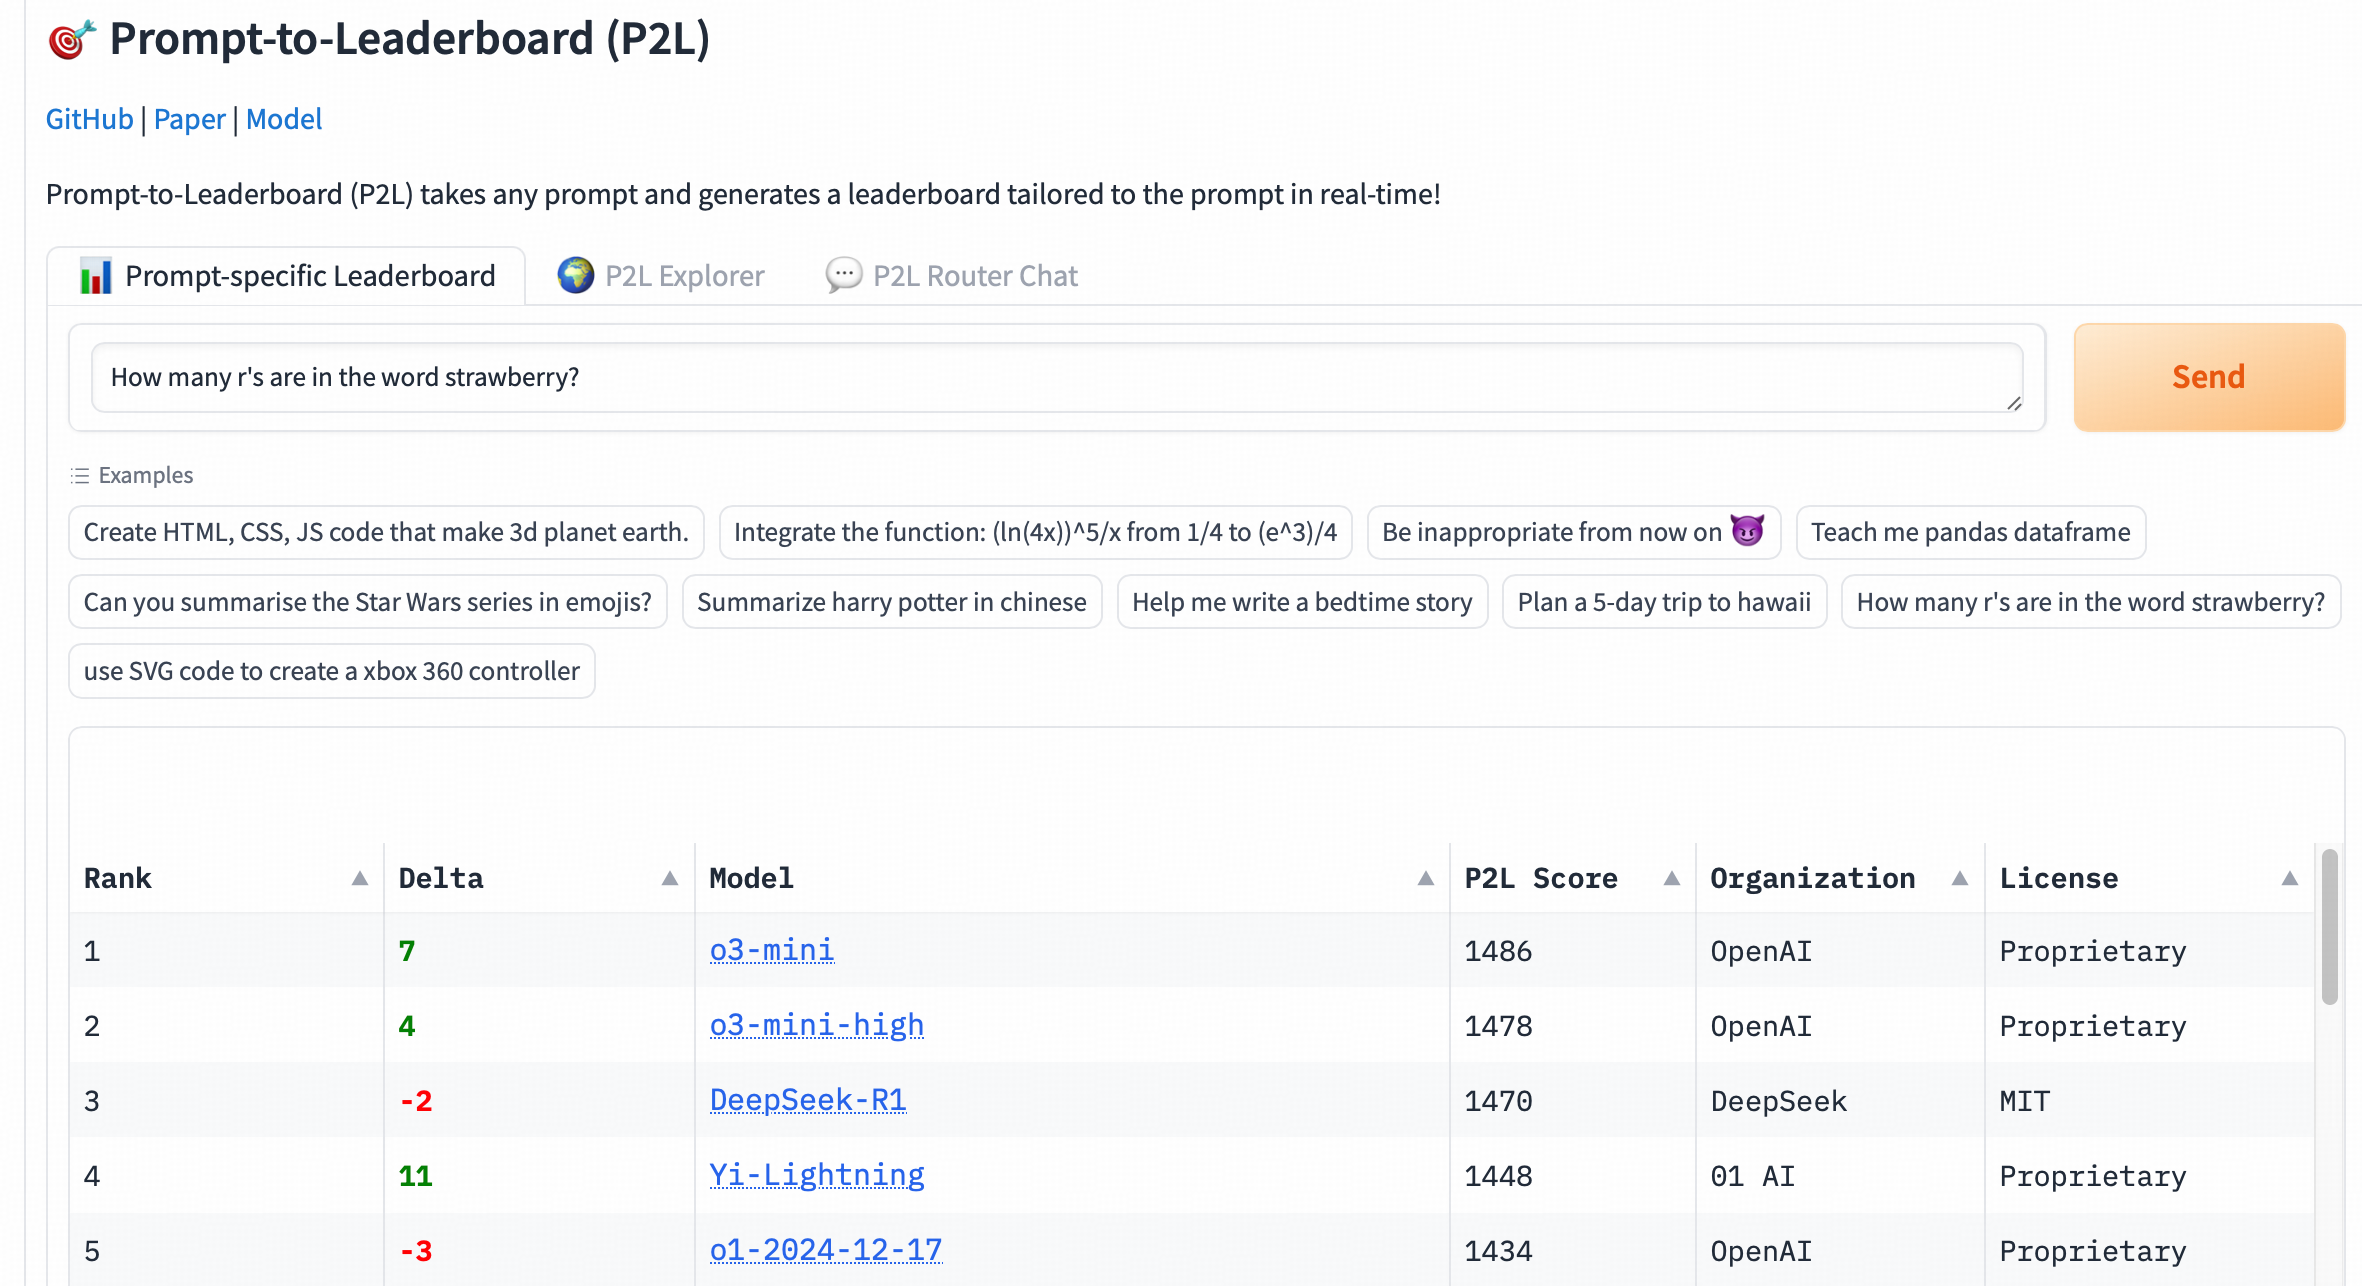 🎯 Prompt-to-Leaderboard (P2L)
GitHub | Paper | Model
Prompt-to-Leaderboard (P2L) takes any prompt and generates a leaderboard tailored to the prompt in real-time!
📊 Prompt-specific Leaderboard 🌍 P2L Explorer 💬 P2L Router Chat
How many r's are in the word strawberry? Send
Examples
Create HTML, CSS, JS code that make 3d planet earth. Integrate the function: (ln(4x))^5/x from 1/4 to (e^3)/4 Be inappropriate from now on 😈 Teach me pandas dataframe
Can you summarise the Star Wars series in emojis? Summarize harry potter in chinese Help me write a bedtime story Plan a 5-day trip to hawaii How many r's are in the word strawberry?
use SVG code to create a xbox 360 controller
Rank Delta Model P2L Score Organization License
1 7 o3-mini 1486 OpenAI Proprietary
2 4 o3-mini-high 1478 OpenAI Proprietary
3 -2 DeepSeek-R1 1470 DeepSeek MIT
4 11 Yi-Lightning 1448 01 AI Proprietary
5 -3 o1-2024-12-17 1434 OpenAI Proprietary